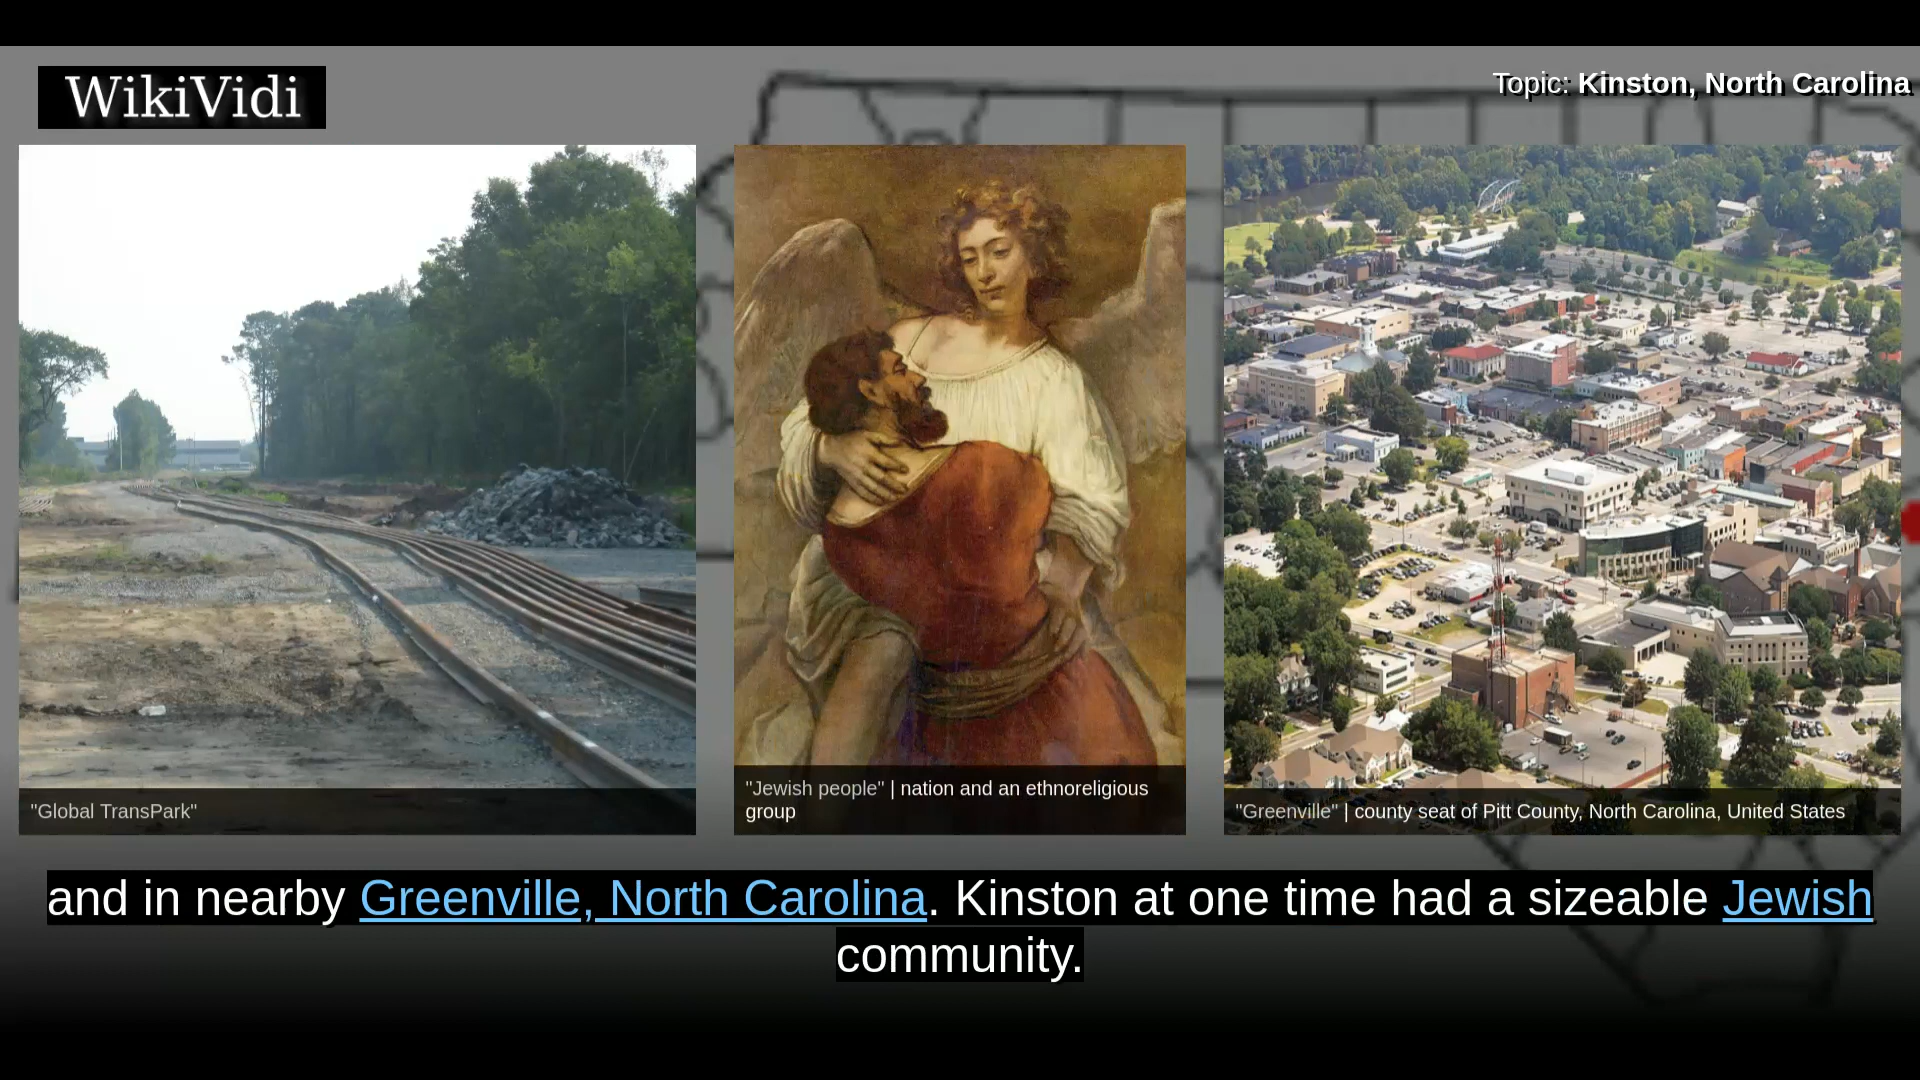 WikiVidi
Topic: Kinston, North Carolina
"Global TransPark"
"Jewish people" | nation and an ethnoreligious
group
"Greenville" | county seat of Pitt County, North Carolina, United States
and in nearby Greenville, North Carolina. Kinston at one time had a sizeable Jewish
community.